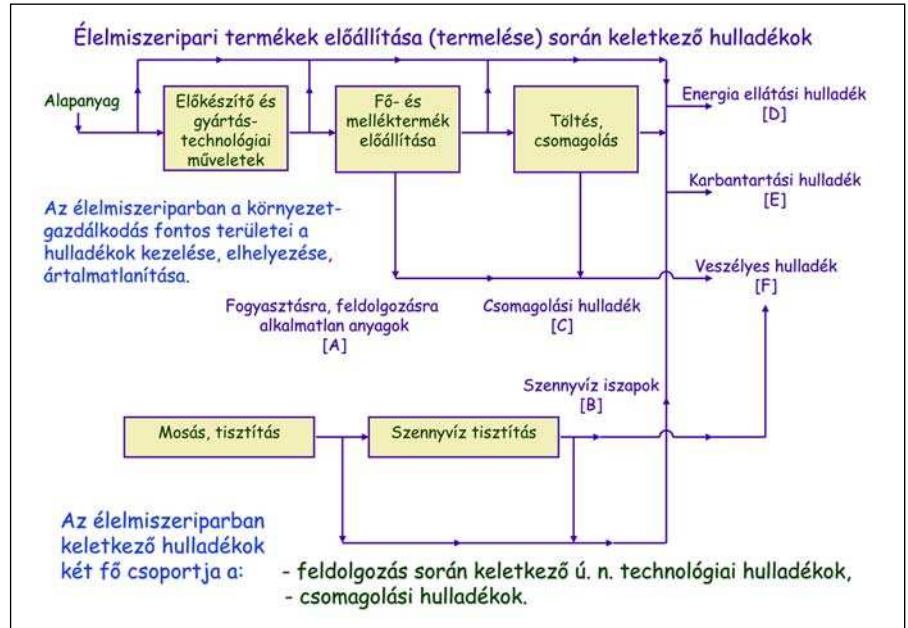 Élelmiszeripari termékek előállítása (termelése) során keletkező hulladékok
Alapanyag
Előkészítő és
gyártás-
technológiai
műveletek
Fő- és
melléktermék
előállítása
Töltés,
csomagolás
Energia ellátási hulladék
[D]
Karbantartási hulladék
[E]
Az élelmiszeriparban a környezet-
gazdálkodás fontos területei a
hulladékok kezelése, elhelyezése,
ártalmatlanítása.
Veszélyes hulladék
[F]
Fogyasztásra, feldolgozásra
alkalmatlan anyagok
[A]
Csomagolási hulladék
[C]
Szennyvíz iszapok
[B]
Mosás, tisztítás
Szennyvíz tisztítás
Az élelmiszeriparban
keletkező hulladékok
két fő csoportja a:
- feldolgozás során keletkező ú. n. technológiai hulladékok,
- csomagolási hulladékok.